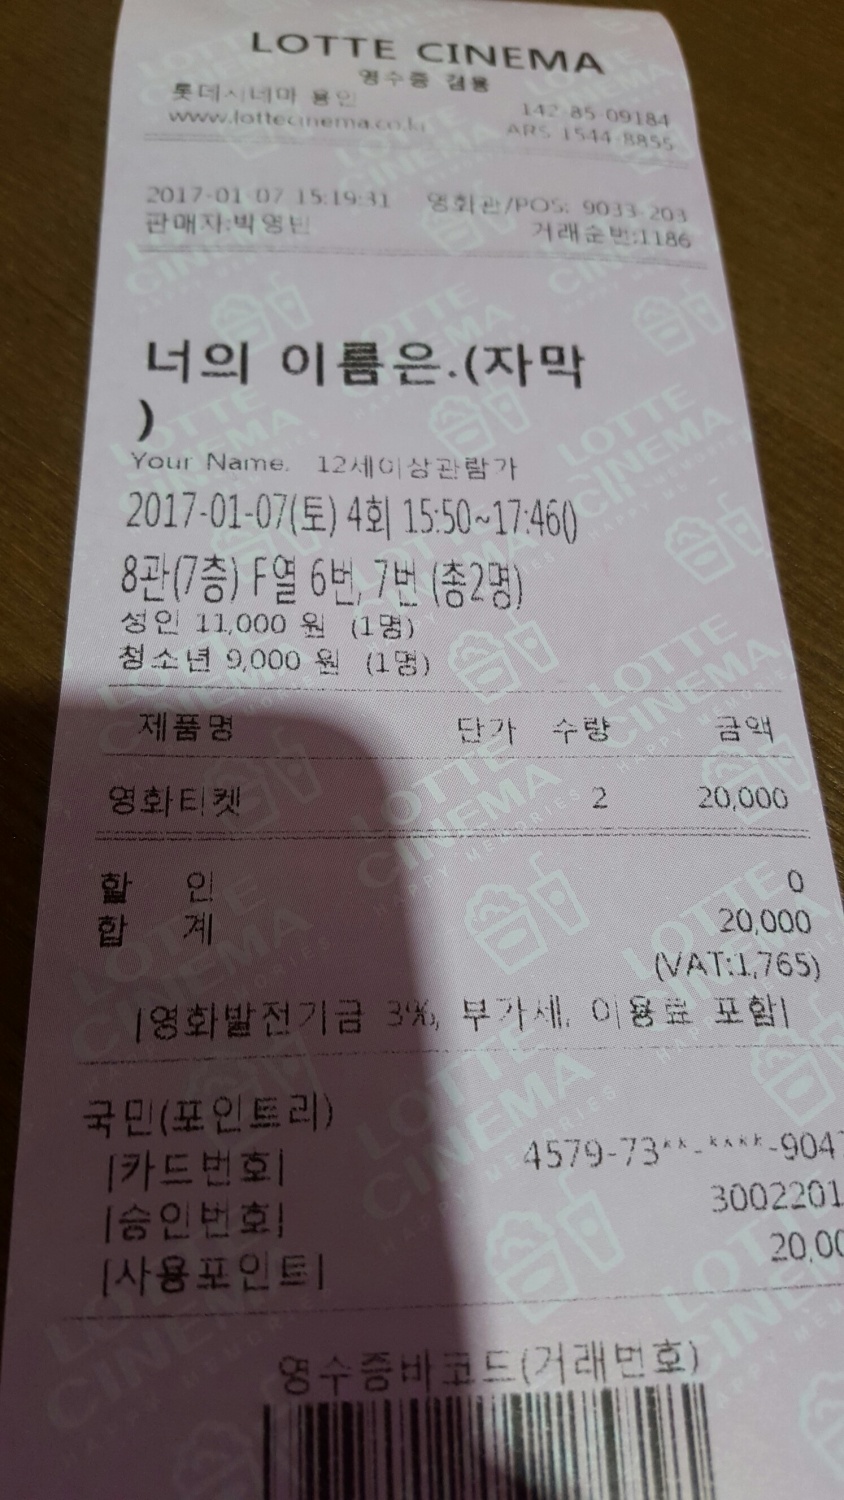 LOTTE CINEMA
영수증 겸용
롯데시네마 용인 142-85-09184
www.lottecinema.co.kr ARS 1544-8855
2017-01-07 15:19:31 영화관/POS: 9033-203
판매자:박영빈 거래순번:1186
너의 이름은.(자막
)
Your Name. 12세이상관람가
2017-01-07(토) 4회 15:50~17:46()
8관(7층) F열 6번, 7번 (총2명)
성인 11,000 원 (1명)
청소년 9,000 원 (1명)
제품명 단가 수량 금액
영화티켓 2 20,000
할 인 0
합 계 20,000
(VAT:1,765)
|영화발전기금 3%, 부가세, 이용료 포함|
국민(포인트리)
|카드번호| 4579-73**-****-904
|승인번호| 3002201
|사용포인트| 20,00
영수증바코드(거래번호)